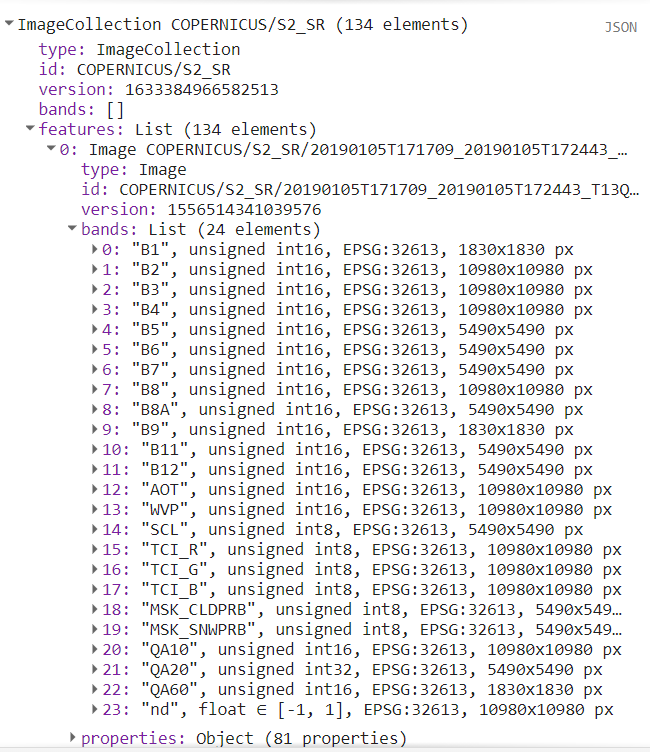 ImageCollection COPERNICUS/S2_SR (134 elements) JSON
type: ImageCollection
id: COPERNICUS/S2_SR
version: 1633384966582513
bands: []
features: List (134 elements)
0: Image COPERNICUS/S2_SR/20190105T171709_20190105T172443_…
type: Image
id: COPERNICUS/S2_SR/20190105T171709_20190105T172443_T13Q…
version: 1556514341039576
bands: List (24 elements)
0: "B1", unsigned int16, EPSG:32613, 1830x1830 px
1: "B2", unsigned int16, EPSG:32613, 10980x10980 px
2: "B3", unsigned int16, EPSG:32613, 10980x10980 px
3: "B4", unsigned int16, EPSG:32613, 10980x10980 px
4: "B5", unsigned int16, EPSG:32613, 5490x5490 px
5: "B6", unsigned int16, EPSG:32613, 5490x5490 px
6: "B7", unsigned int16, EPSG:32613, 5490x5490 px
7: "B8", unsigned int16, EPSG:32613, 10980x10980 px
8: "B8A", unsigned int16, EPSG:32613, 5490x5490 px
9: "B9", unsigned int16, EPSG:32613, 1830x1830 px
10: "B11", unsigned int16, EPSG:32613, 5490x5490 px
11: "B12", unsigned int16, EPSG:32613, 5490x5490 px
12: "AOT", unsigned int16, EPSG:32613, 10980x10980 px
13: "WVP", unsigned int16, EPSG:32613, 10980x10980 px
14: "SCL", unsigned int8, EPSG:32613, 5490x5490 px
15: "TCI_R", unsigned int8, EPSG:32613, 10980x10980 px
16: "TCI_G", unsigned int8, EPSG:32613, 10980x10980 px
17: "TCI_B", unsigned int8, EPSG:32613, 10980x10980 px
18: "MSK_CLDPRB", unsigned int8, EPSG:32613, 5490x549…
19: "MSK_SNWPRB", unsigned int8, EPSG:32613, 5490x549…
20: "QA10", unsigned int16, EPSG:32613, 10980x10980 px
21: "QA20", unsigned int32, EPSG:32613, 5490x5490 px
22: "QA60", unsigned int16, EPSG:32613, 1830x1830 px
23: "nd", float ∈ [-1, 1], EPSG:32613, 10980x10980 px
properties: Object (81 properties)